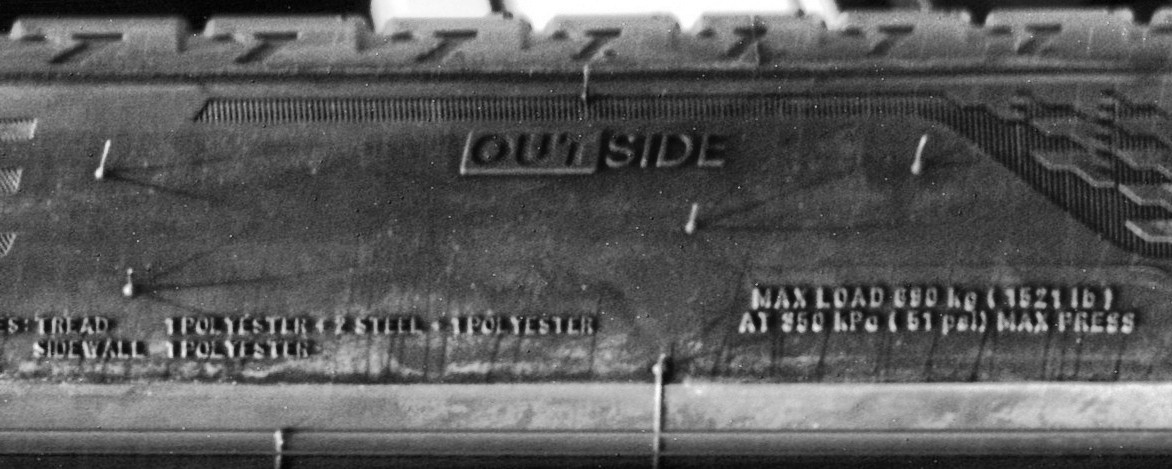 OUTSIDE
MAX LOAD 690 kg (1521 lb)
AT 350 kPa (51 psi) MAX PRESS
ES: TREAD 1 POLYESTER + 2 STEEL + 1 POLYESTER
SIDEWALL 1 POLYESTER